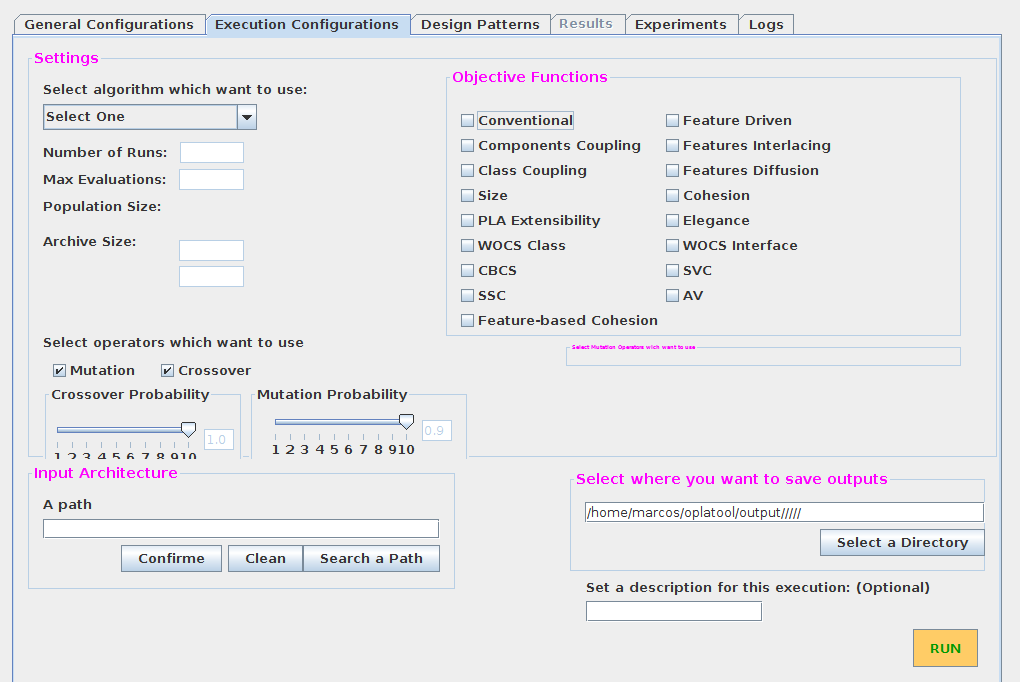 General Configurations Execution Configurations Design Patterns Results Experiments Logs
Settings
Select algorithm which want to use:
Select One
Number of Runs:
Max Evaluations:
Population Size:
Archive Size:
Objective Functions
Conventional Feature Driven
Components Coupling Features Interlacing
Class Coupling Features Diffusion
Size Cohesion
PLA Extensibility Elegance
WOCS Class WOCS Interface
CBCS SVC
SSC AV
Feature-based Cohesion
Select Mutation Operators wich want to use
Select operators which want to use
Mutation Crossover
Crossover Probability
1.0
1 2 3 4 5 6 7 8 910
Mutation Probability
0.9
1 2 3 4 5 6 7 8 910
Input Architecture
A path
Confirme Clean Search a Path
Select where you want to save outputs
/home/marcos/oplatool/output/////
Select a Directory
Set a description for this execution: (Optional)
RUN